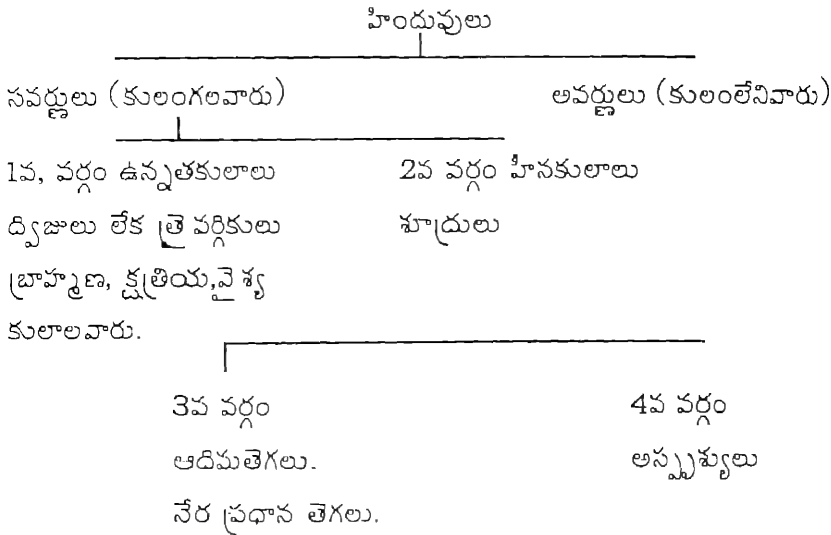 హిందువులు
సవర్ణులు (కులంగలవారు) అవర్ణులు (కులంలేనివారు)
1వ, వర్గం ఉన్నతకులాలు 2వ వర్గం హినకులాలు
ద్విజులు లేక త్రై వర్గికులు శూద్రులు
బ్రాహ్మణ, క్షత్రియ,వైశ్య
కులాలవారు.
3వ వర్గం 4వ వర్గం
ఆదిమతెగలు. అస్పృశ్యులు
నేర ప్రధాన తెగలు.